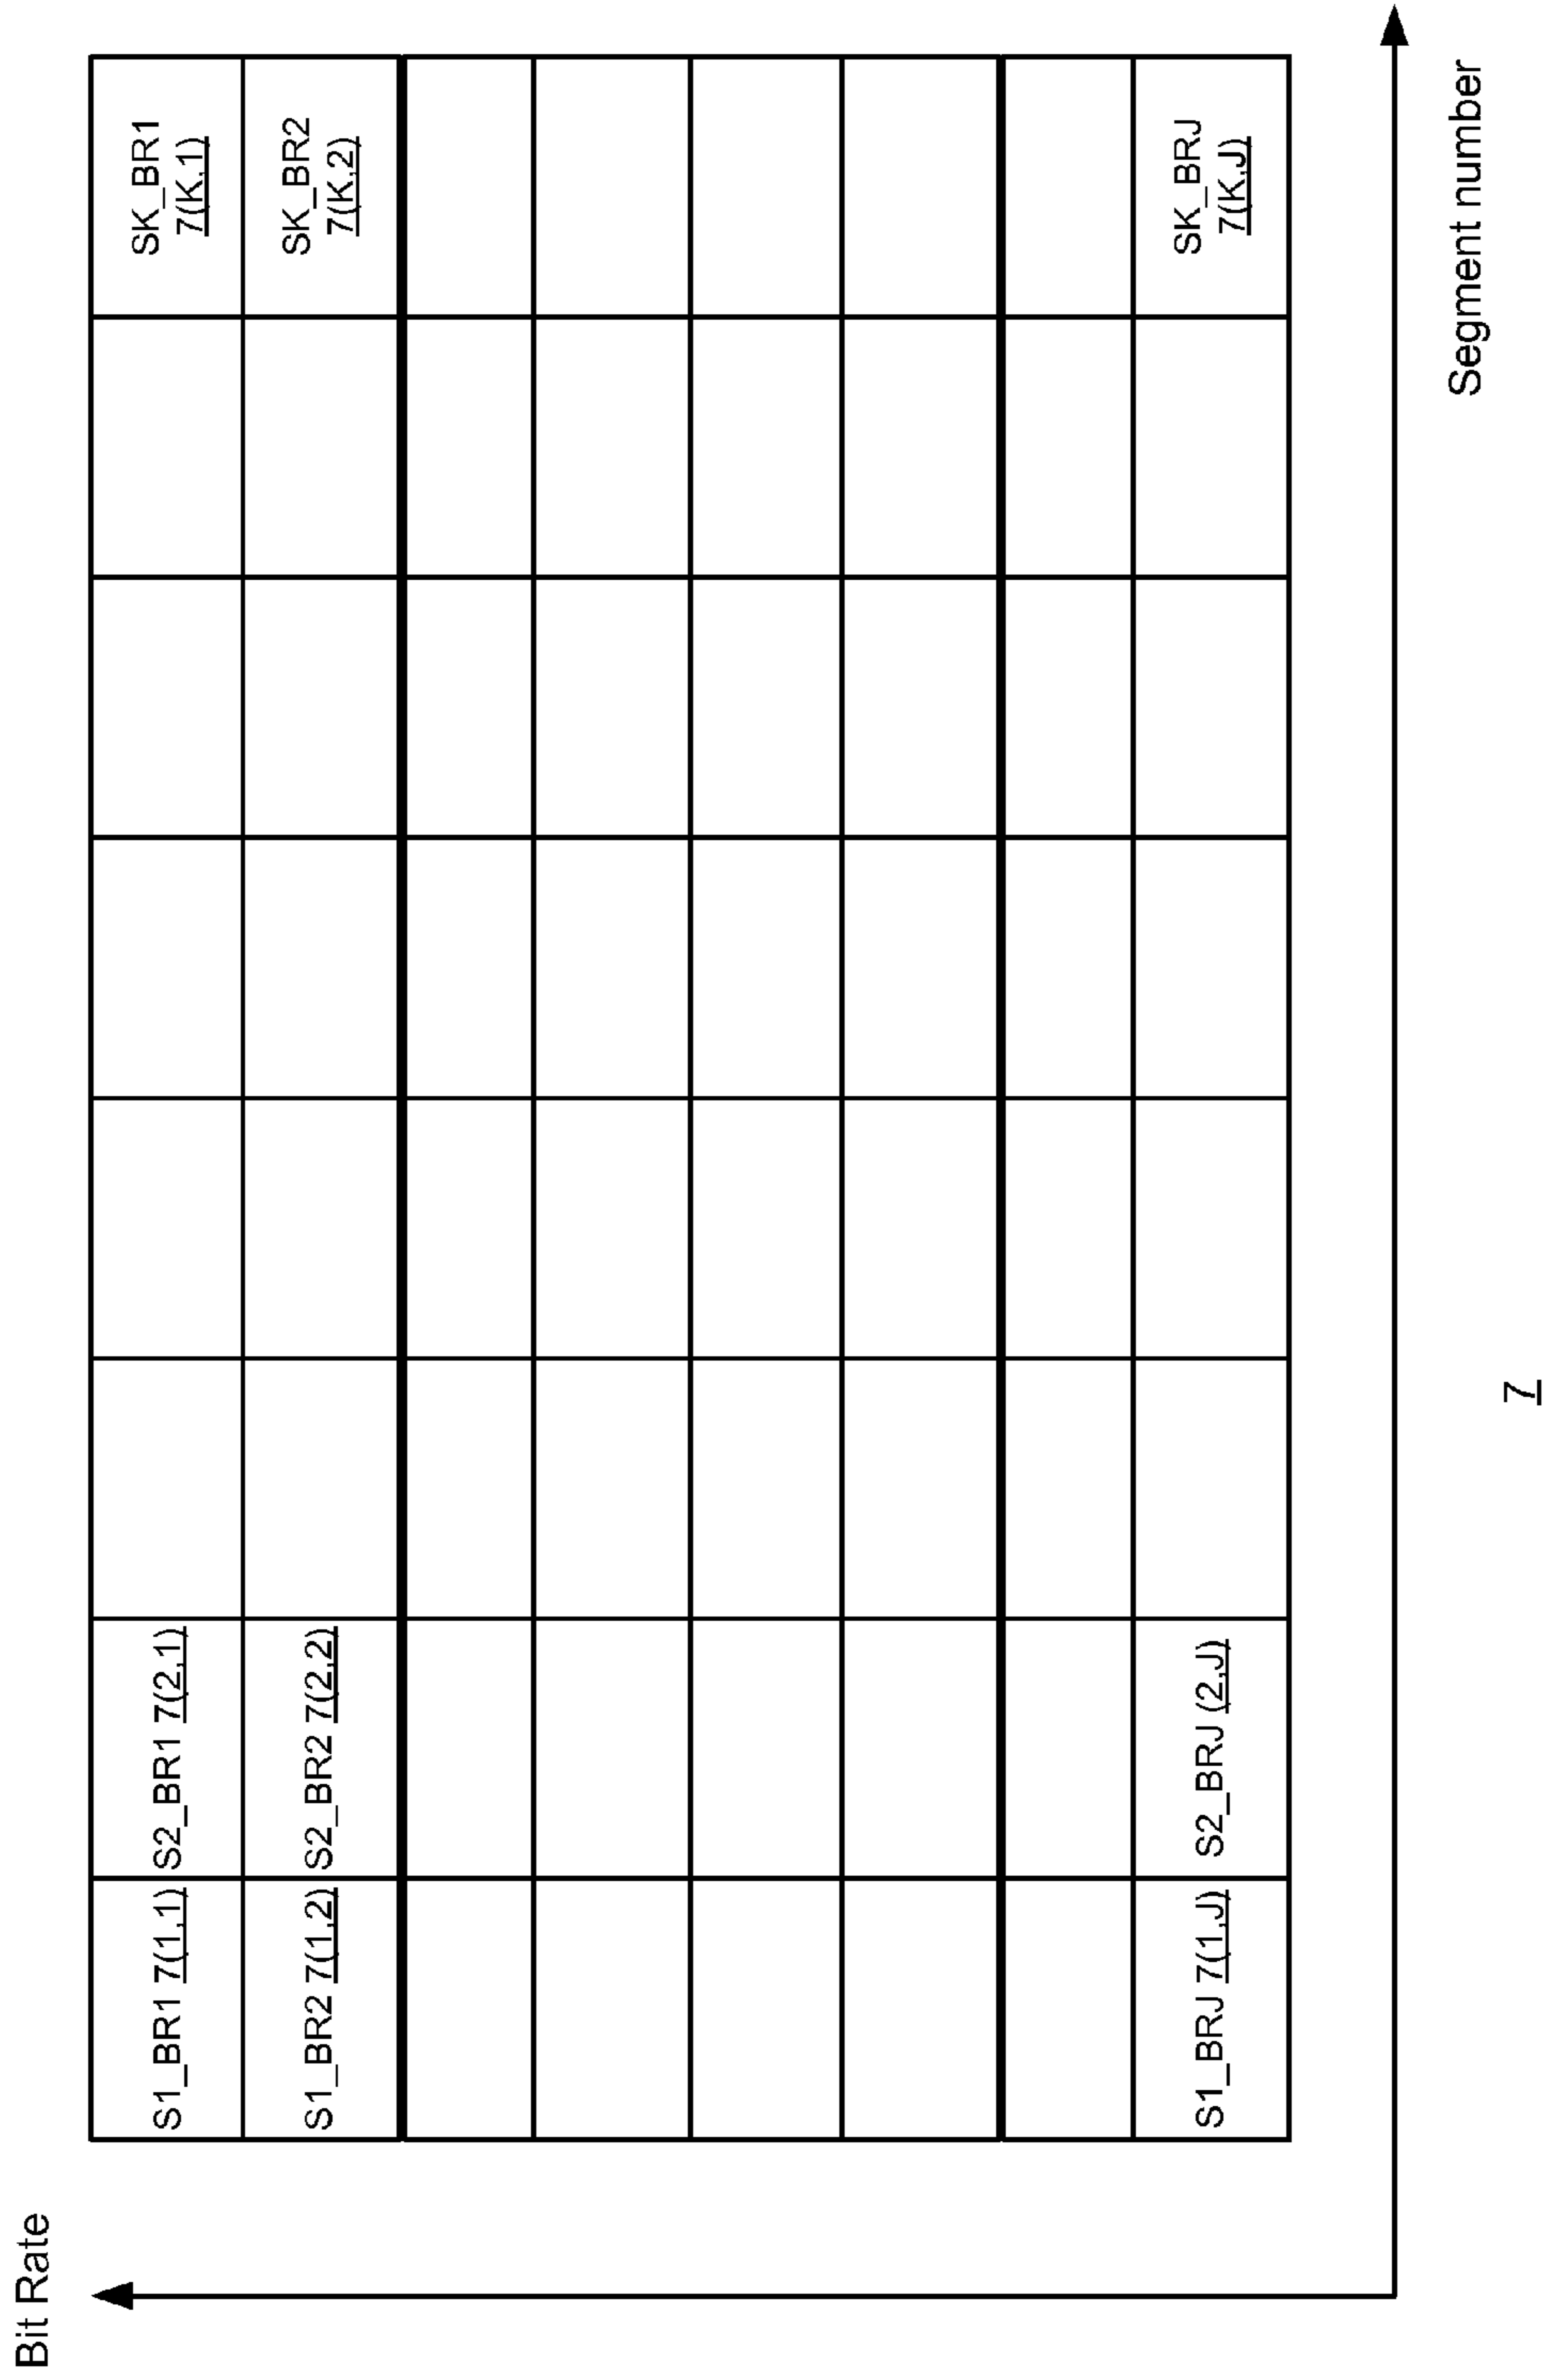 Bit Rate
S1_BR1 7(1,1)
S2_BR1 7(2,1)
SK_BR1
7(K,1)
S1_BR2 7(1,2)
S2_BR2 7(2,2)
SK_BR2
7(K,2)
S1_BRJ 7(1,J)
S2_BRJ (2,J)
SK_BRJ
7(K,J)
Segment number
7